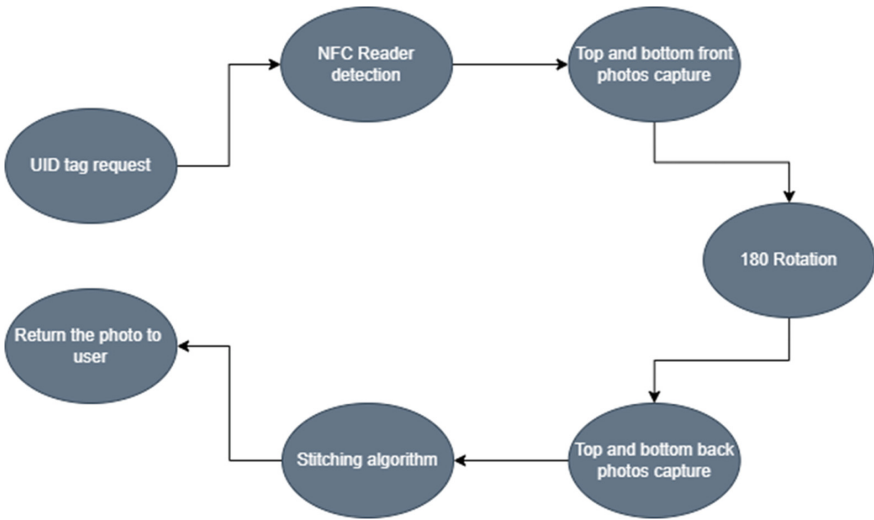 UID tag request
NFC Reader
detection
Top and bottom front
photos capture
180 Rotation
Top and bottom back
photos capture
Stitching algorithm
Return the photo to
user